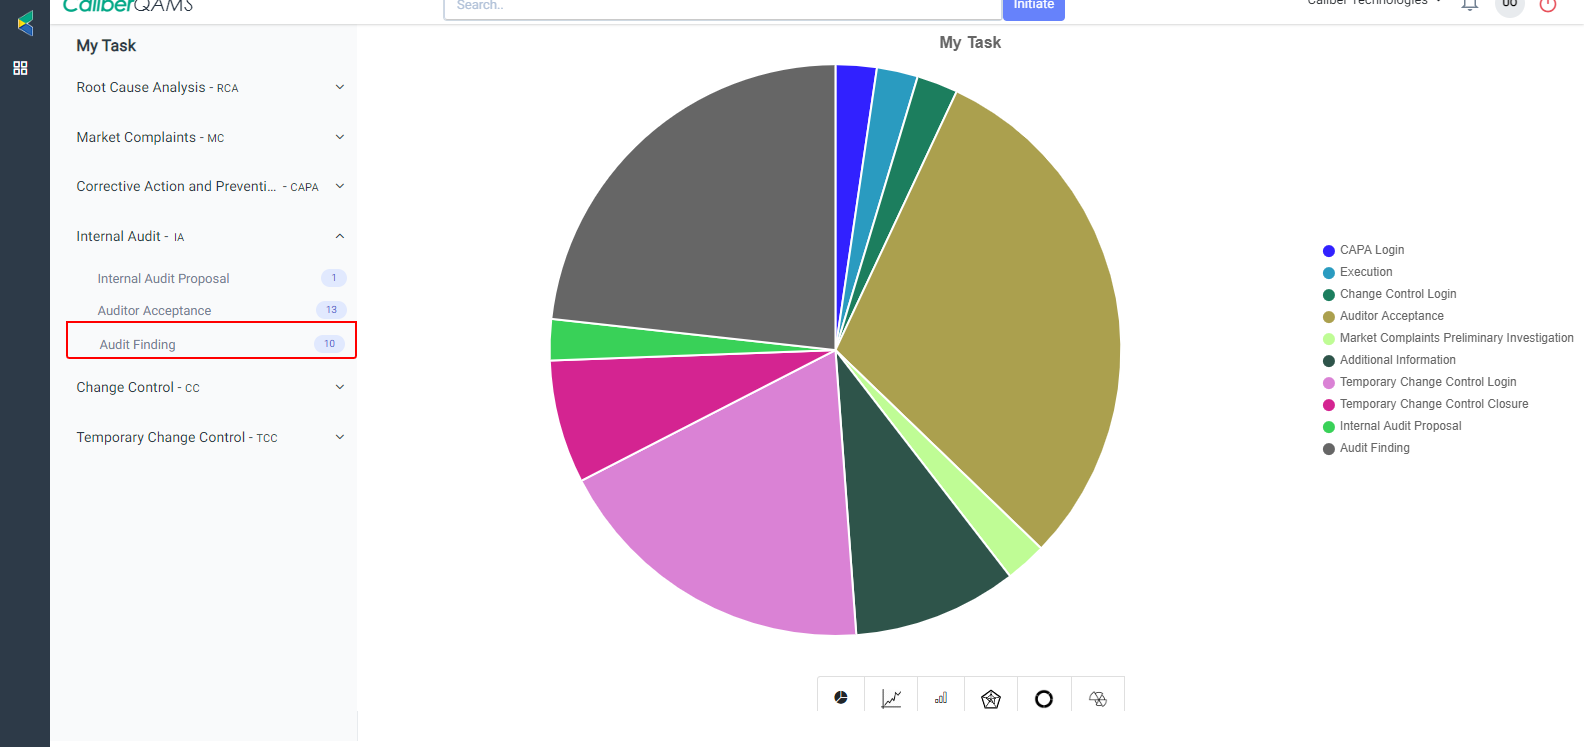 CaliberQAMS
Search..
Initiate
Caliber Technologies
My Task
Root Cause Analysis - RCA
Market Complaints - MC
Corrective Action and Preventi... - CAPA
Internal Audit - IA
Internal Audit Proposal 1
Auditor Acceptance 13
Audit Finding 10
Change Control - CC
Temporary Change Control - TCC
My Task
CAPA Login
Execution
Change Control Login
Auditor Acceptance
Market Complaints Preliminary Investigation
Additional Information
Temporary Change Control Login
Temporary Change Control Closure
Internal Audit Proposal
Audit Finding